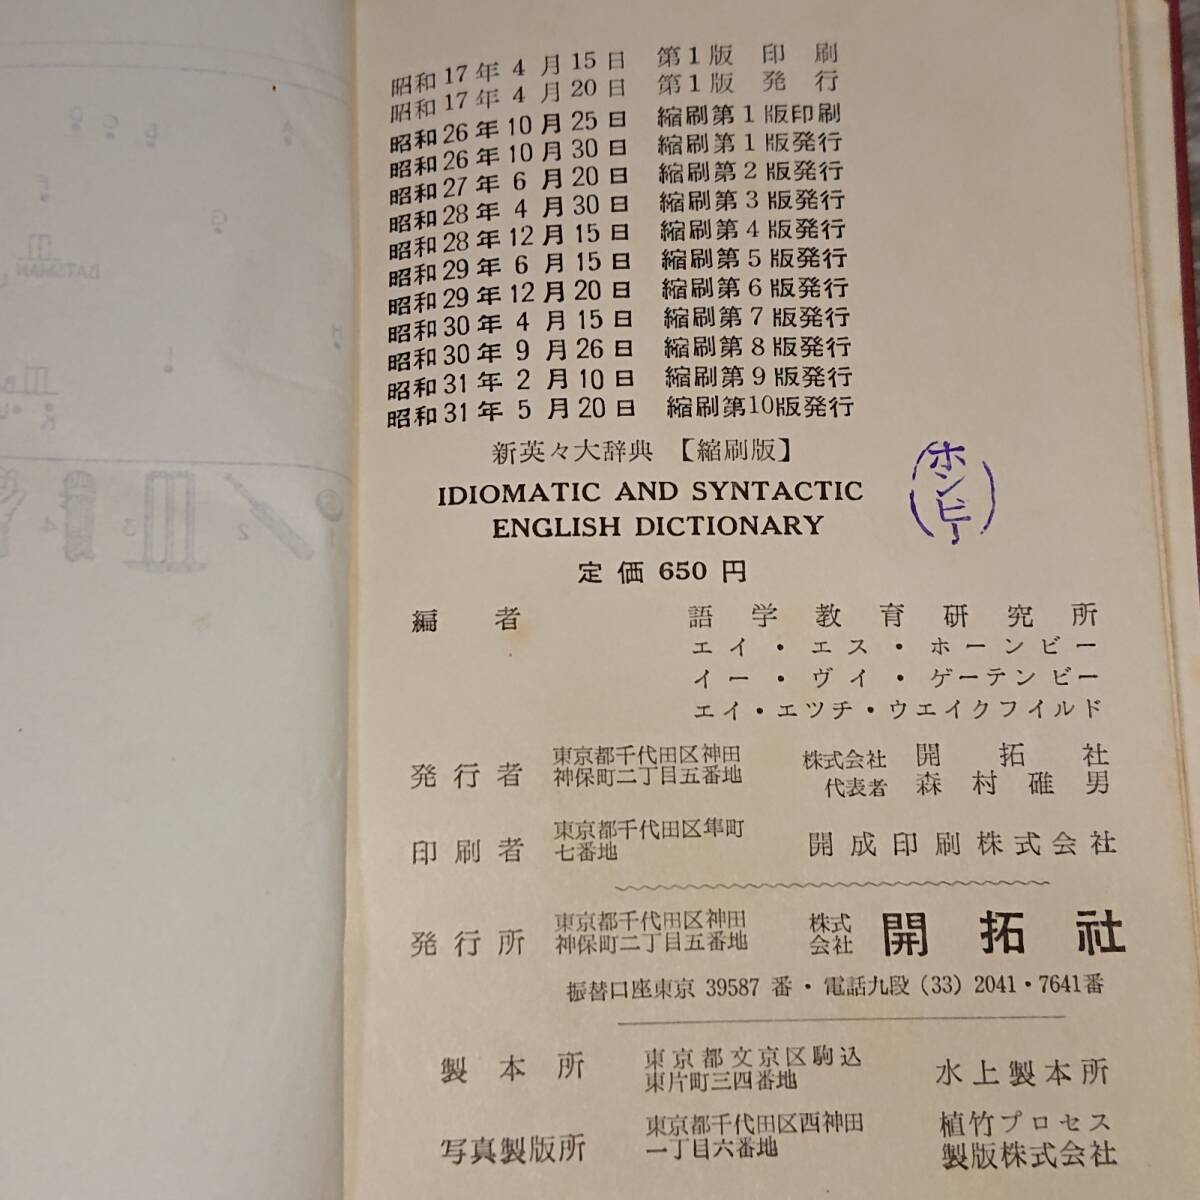 昭和17年4月15日 第1版印刷
昭和17年4月20日 第1版発行
昭和26年10月25日 縮刷第1版印刷
昭和26年10月30日 縮刷第1版発行
昭和27年6月20日 縮刷第2版発行
昭和28年4月30日 縮刷第3版発行
昭和28年12月15日 縮刷第4版発行
昭和29年6月15日 縮刷第5版発行
昭和29年12月20日 縮刷第6版発行
昭和30年4月15日 縮刷第7版発行
昭和30年9月26日 縮刷第8版発行
昭和31年2月10日 縮刷第9版発行
昭和31年5月20日 縮刷第10版発行
新英々大辞典【縮刷版】
IDIOMATIC AND SYNTACTIC
ENGLISH DICTIONARY
(ホンビー)
定価 650 円
編者 語学教育研究所
エイ・エス・ホーンビー
イー・ヴイ・ゲーテンビー
エイ・エツチ・ウエイクフイルド
発行者 東京都千代田区神田
神保町二丁目五番地
株式会社 開拓社
代表者 森村碓男
印刷者 東京都千代田区隼町
七番地
開成印刷株式会社
発行所 東京都千代田区神田
神保町二丁目五番地
株式
会社 開拓社
振替口座東京 39587 番・電話九段 (33) 2041・7641番
製本所 東京都文京区駒込
東片町三四番地
水上製本所
写真製版所 東京都千代田区西神田
一丁目六番地
植竹プロセス
製版株式会社
BATSMAN